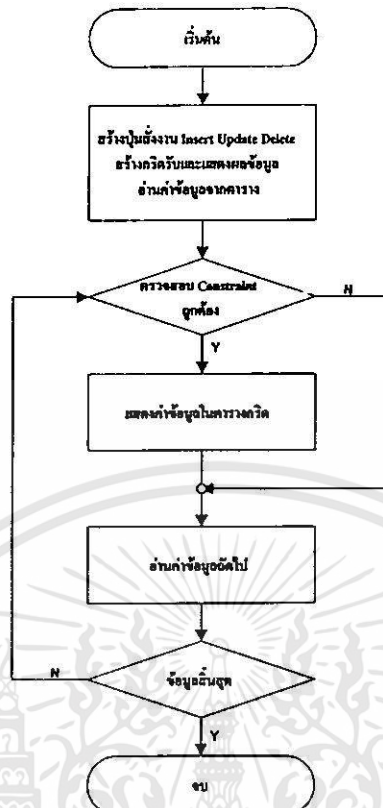 เริ่มต้น
สร้างปุ่มสั่งงาน Insert Update Delete
สร้างกริดรับและแสดงผลข้อมูล
อ่านค่าข้อมูลจากตาราง
ตรวจสอบ Constraint
ถูกต้อง
N
Y
แสดงค่าข้อมูลในตารางกริด
อ่านค่าข้อมูลถัดไป
N
ข้อมูลสิ้นสุด
Y
จบ